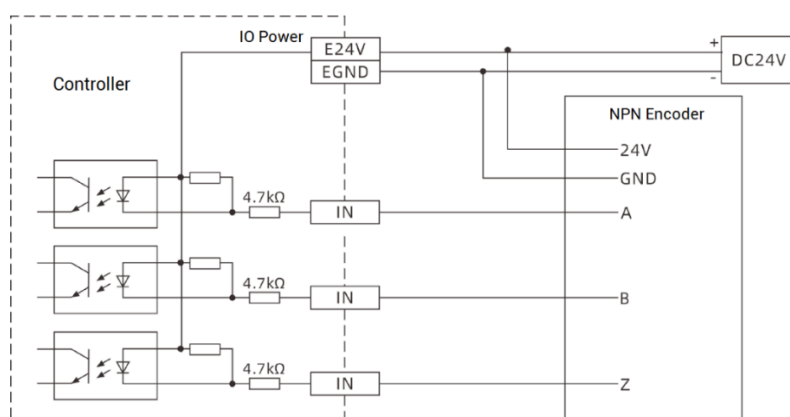 IO Power
E24V
+
DC24V
EGND
-
Controller
NPN Encoder
24V
GND
4.7kΩ
IN
A
4.7kΩ
IN
B
4.7kΩ
IN
Z